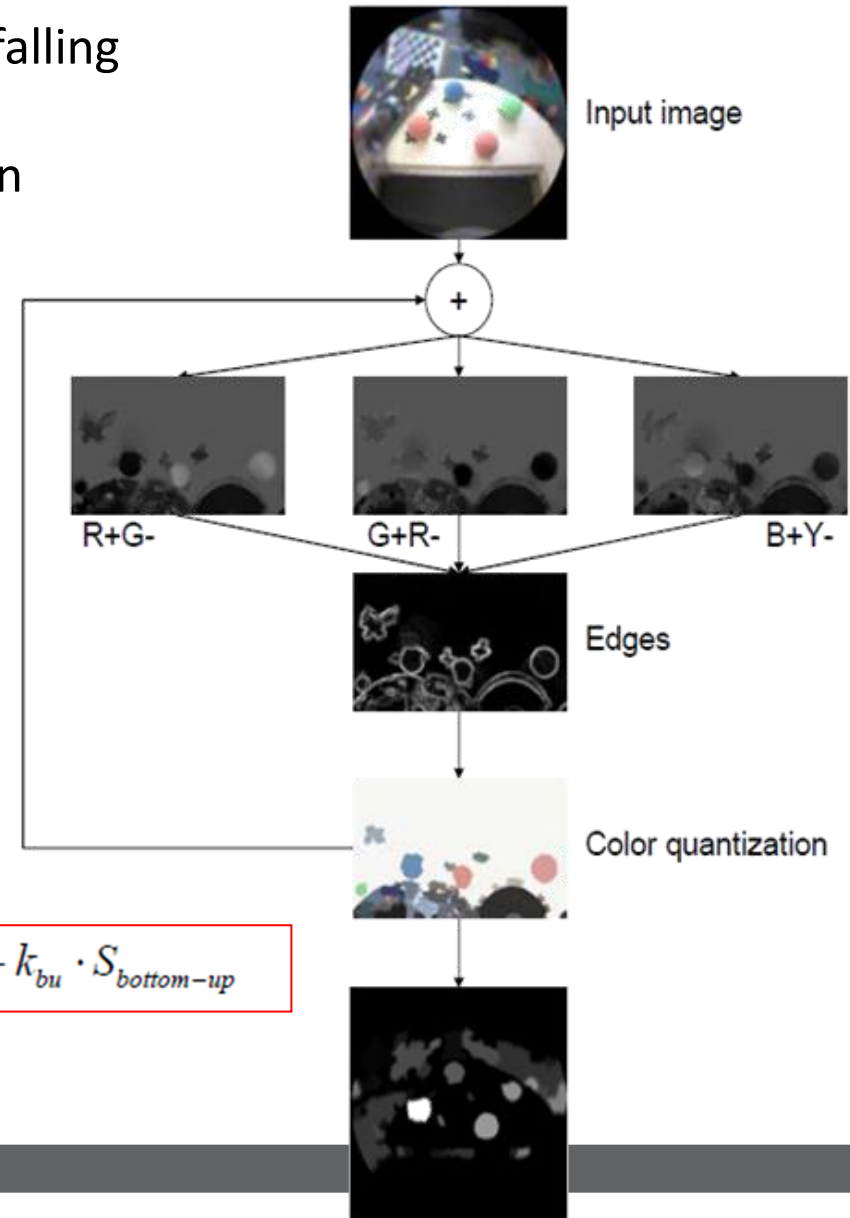 falling
Input image
n
+
R+G-
G+R-
B+Y-
Edges
Color quantization
- k_bu · S_bottom-up